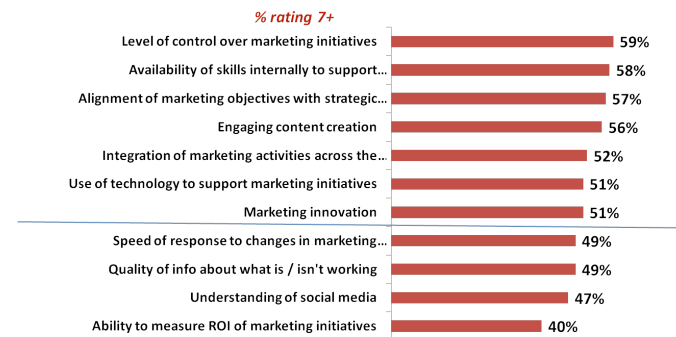 % rating 7+
Level of control over marketing initiatives 59%
Availability of skills internally to support... 58%
Alignment of marketing objectives with strategic... 57%
Engaging content creation 56%
Integration of marketing activities across the... 52%
Use of technology to support marketing initiatives 51%
Marketing innovation 51%
Speed of response to changes in marketing... 49%
Quality of info about what is / isn't working 49%
Understanding of social media 47%
Ability to measure ROI of marketing initiatives 40%